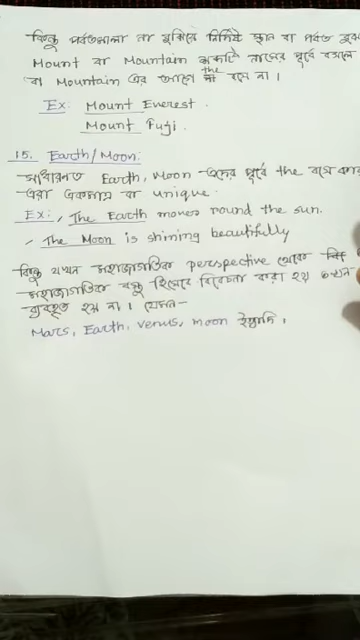 কিন্তু পর্বতমালা না বুঝিয়ে নির্দিষ্ট স্থান বা পর্বত
Mount বা Mountain শব্দটি নামের পূর্বে বসলে
বা Mountain এর আগে the বসে না।
Ex: Mount Everest.
Mount Fuji.
15. Earth/Moon:
- সাধারনত Earth, Moon এদের পূর্বে the বসে
এরা একমাত্র বা unique.
Ex: , The Earth moves round the sun.
, The Moon is shining beautifully
কিন্তু যখন মহাজাগতিক perspective থেকে
মহাজাগতিক বস্তু হিসেবে বিবেচনা করা হয় তখন
ব্যবহৃত হয় না। যেমন-
Mars, Earth, Venus, moon ইত্যাদি।